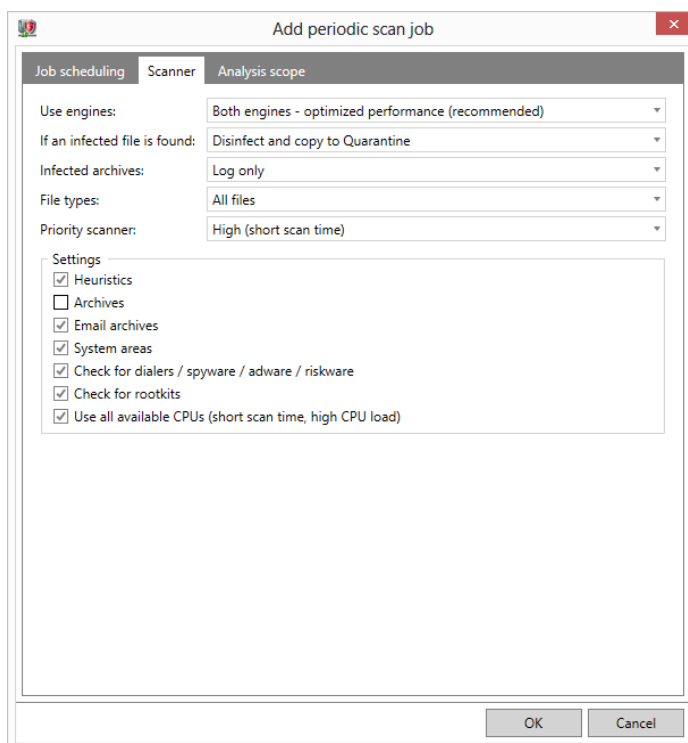 Add periodic scan job
Job scheduling Scanner Analysis scope
Use engines: Both engines - optimized performance (recommended)
If an infected file is found: Disinfect and copy to Quarantine
Infected archives: Log only
File types: All files
Priority scanner: High (short scan time)
Settings
Heuristics
Archives
Email archives
System areas
Check for dialers / spyware / adware / riskware
Check for rootkits
Use all available CPUs (short scan time, high CPU load)
OK Cancel